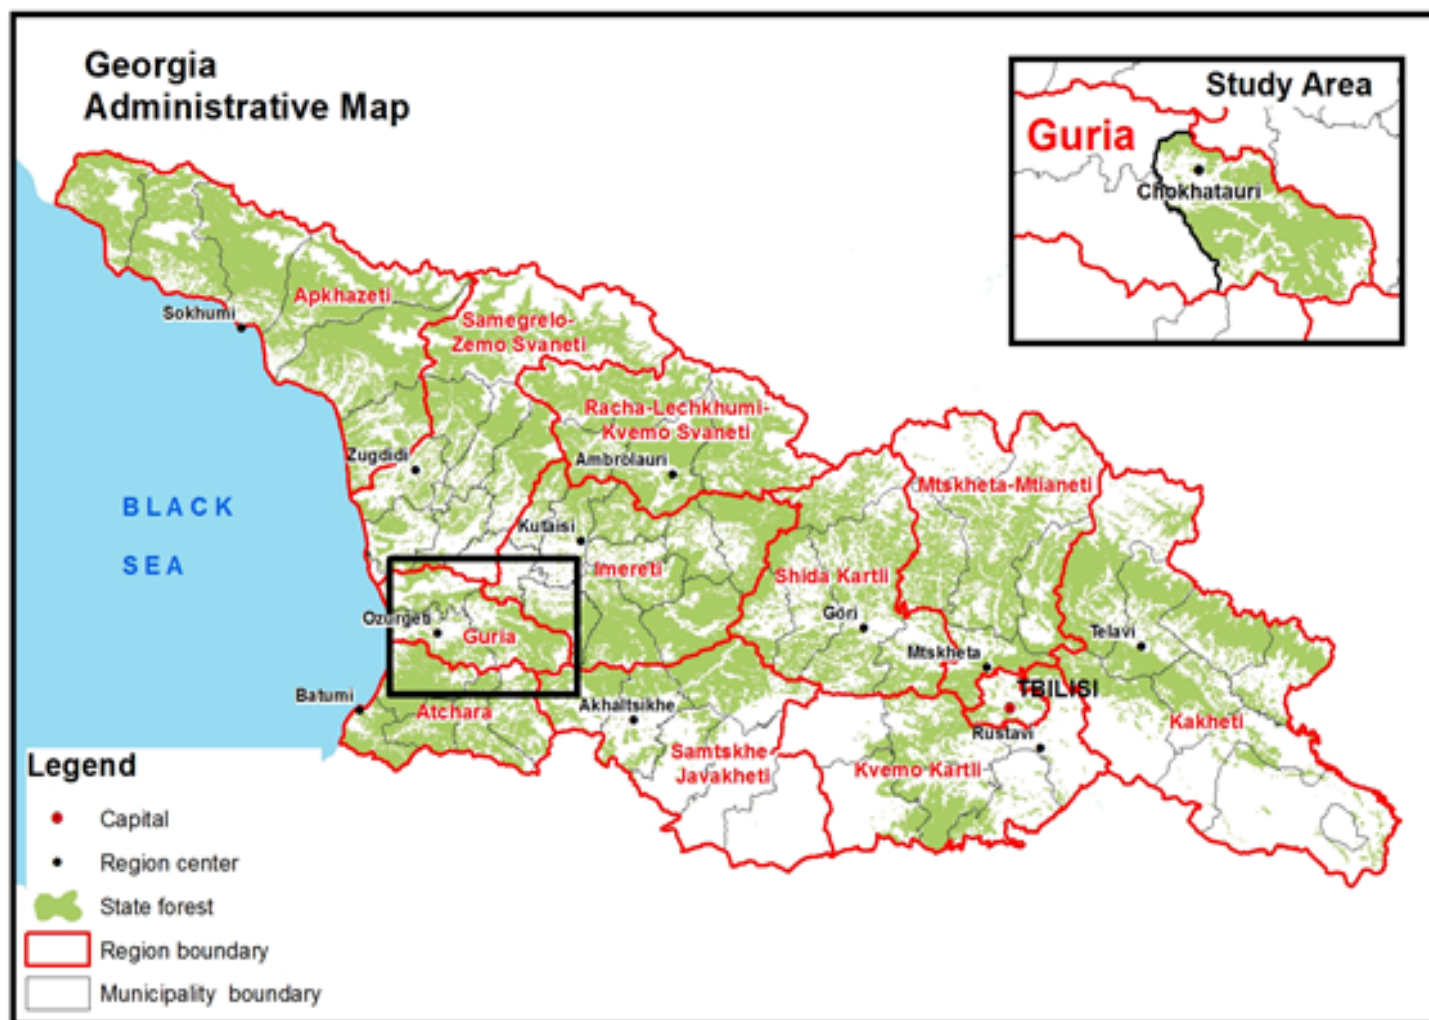 Georgia
Administrative Map
Study Area
Guria
Chokhatauri
Apkhazeti
Sokhumi
Samegrelo-
Zemo Svaneti
Racha-Lechkhumi-
Kvemo Svaneti
Zugdidi
Ambrolauri
Mtskheta-Mtianeti
BLACK
SEA
Kutaisi
Imereti
Shida Kartli
Ozurgeti
Guria
Gori
Telavi
Mtskheta
TBILISI
Batumi
Atchara
Akhaltsikhe
Kakheti
Rustavi
Samtskhe-
Javakheti
Kvemo Kartli
Legend
Capital
Region center
State forest
Region boundary
Municipality boundary